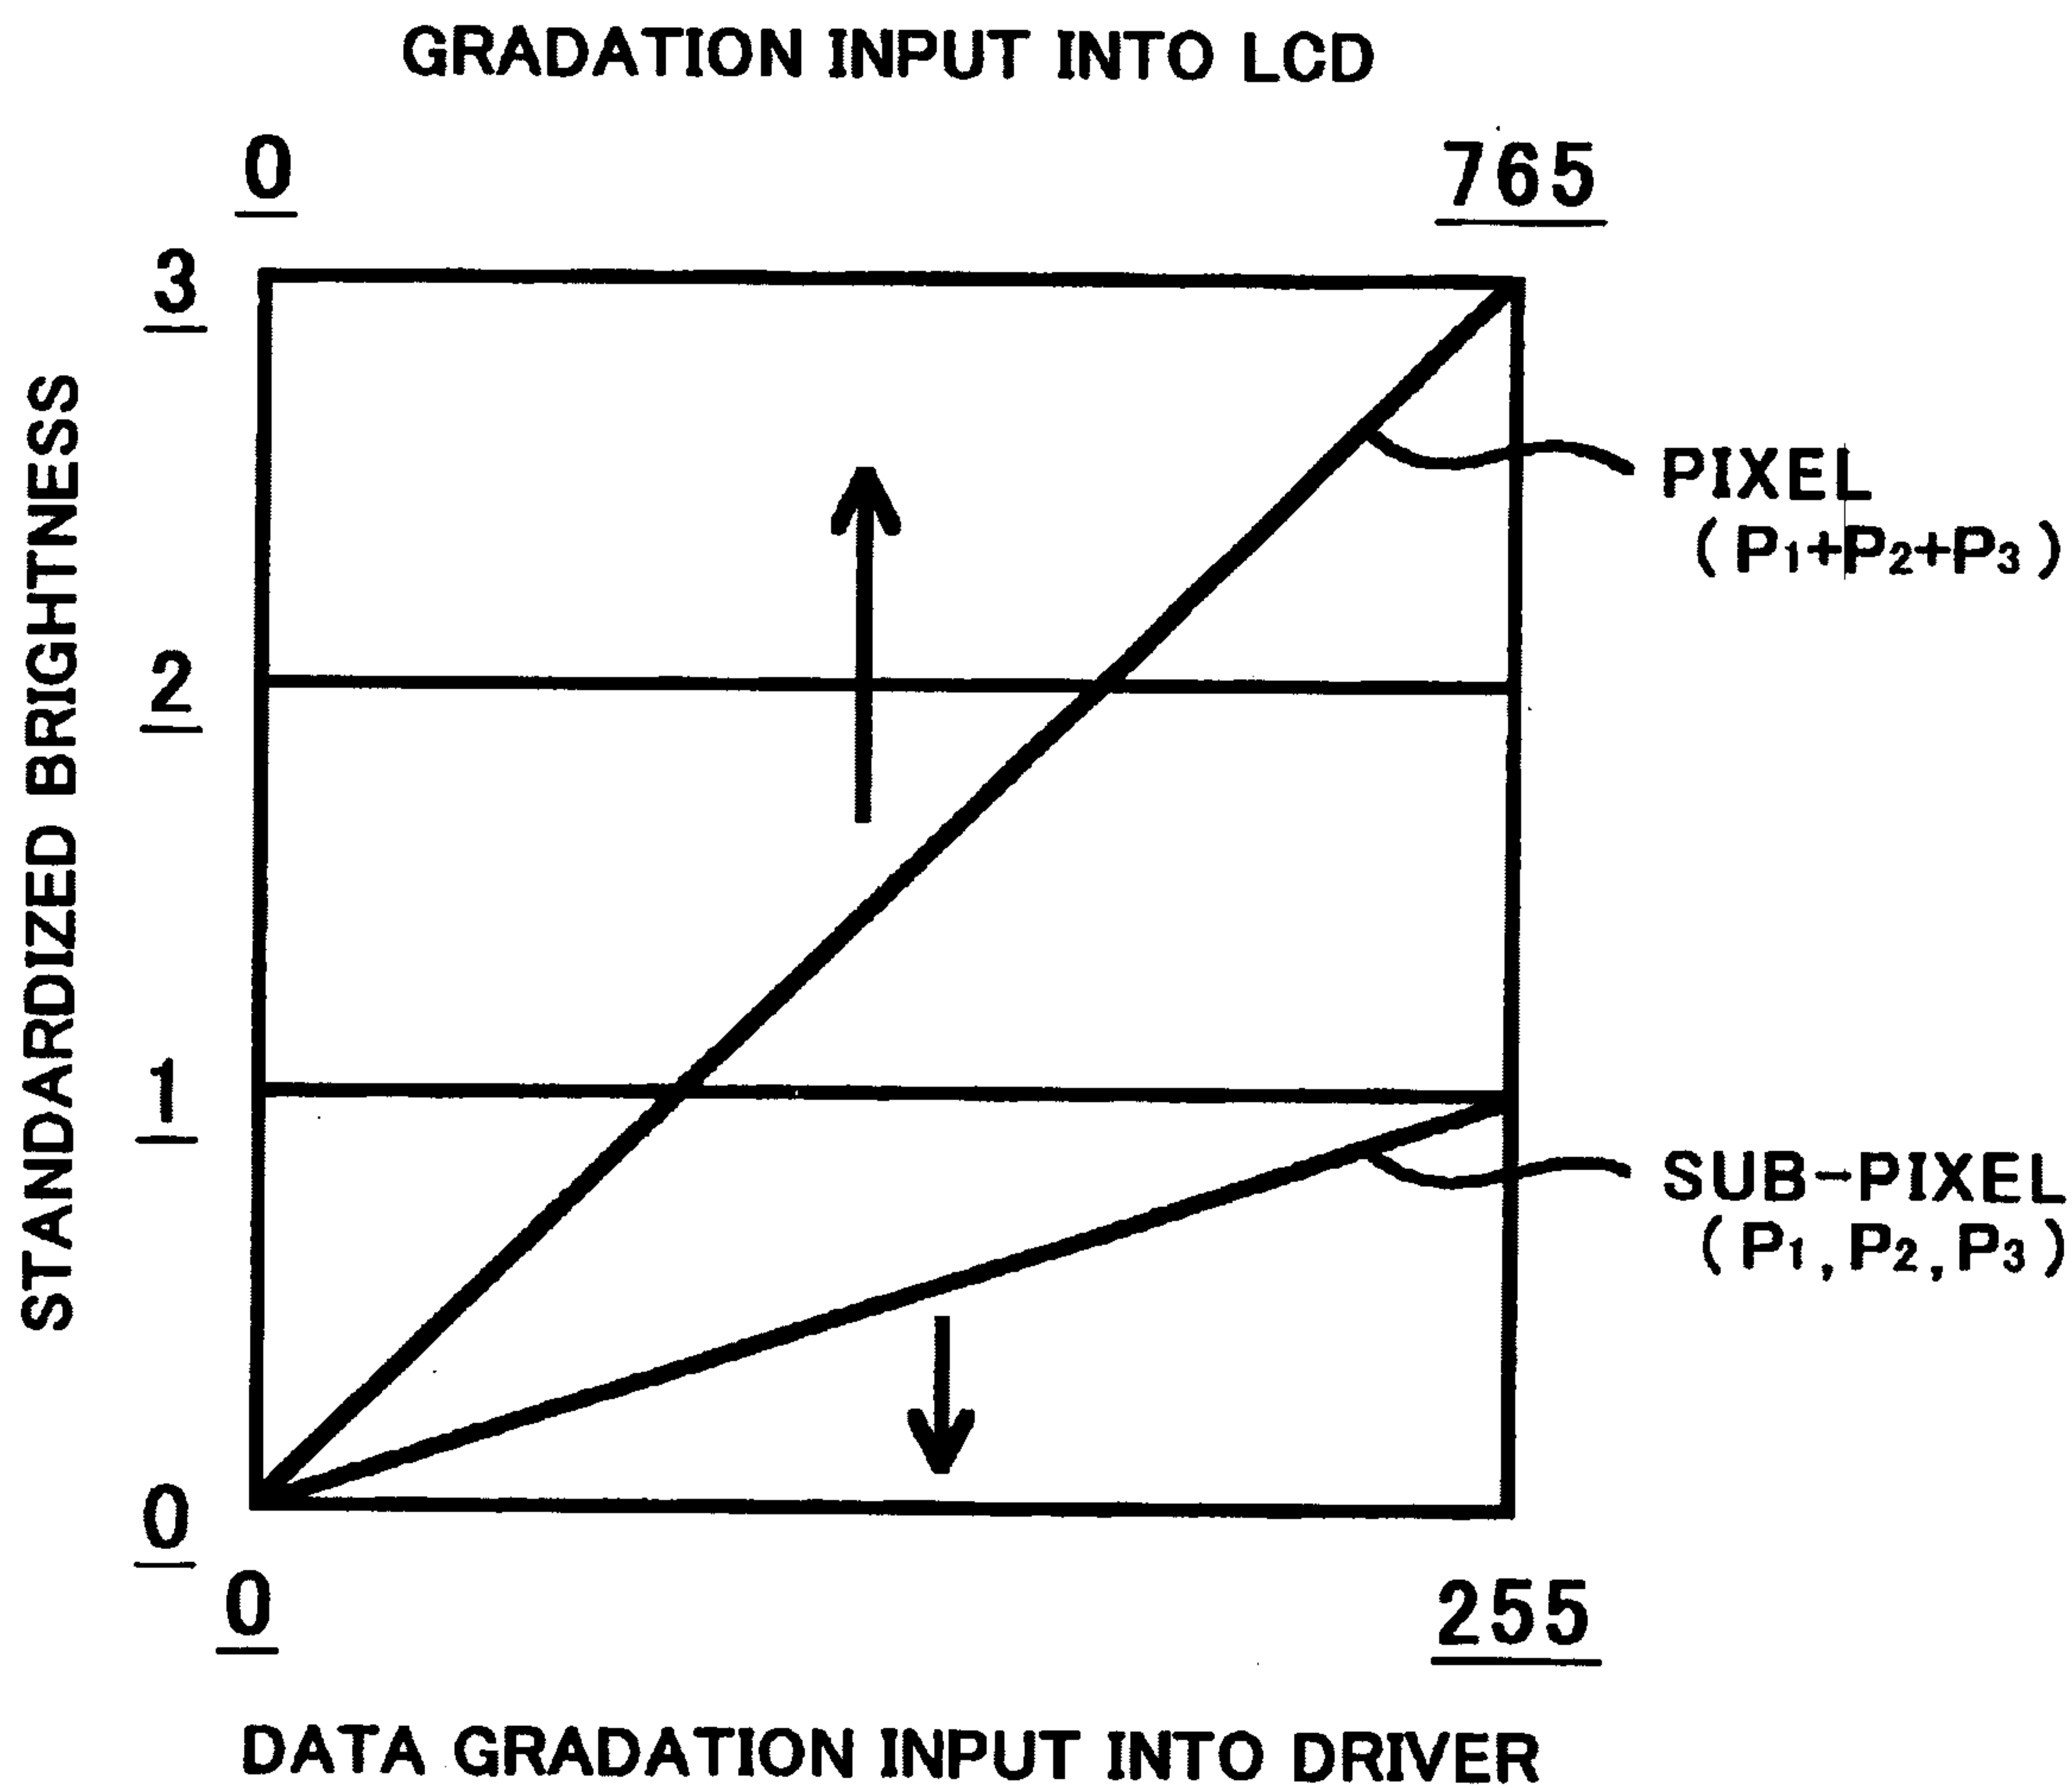 GRADATION INPUT INTO LCD
0
765
3
2
1
0
STANDARDIZED BRIGHTNESS
PIXEL
(P₁+P₂+P₃)
SUB-PIXEL
(P₁,P₂,P₃)
0
255
DATA GRADATION INPUT INTO DRIVER